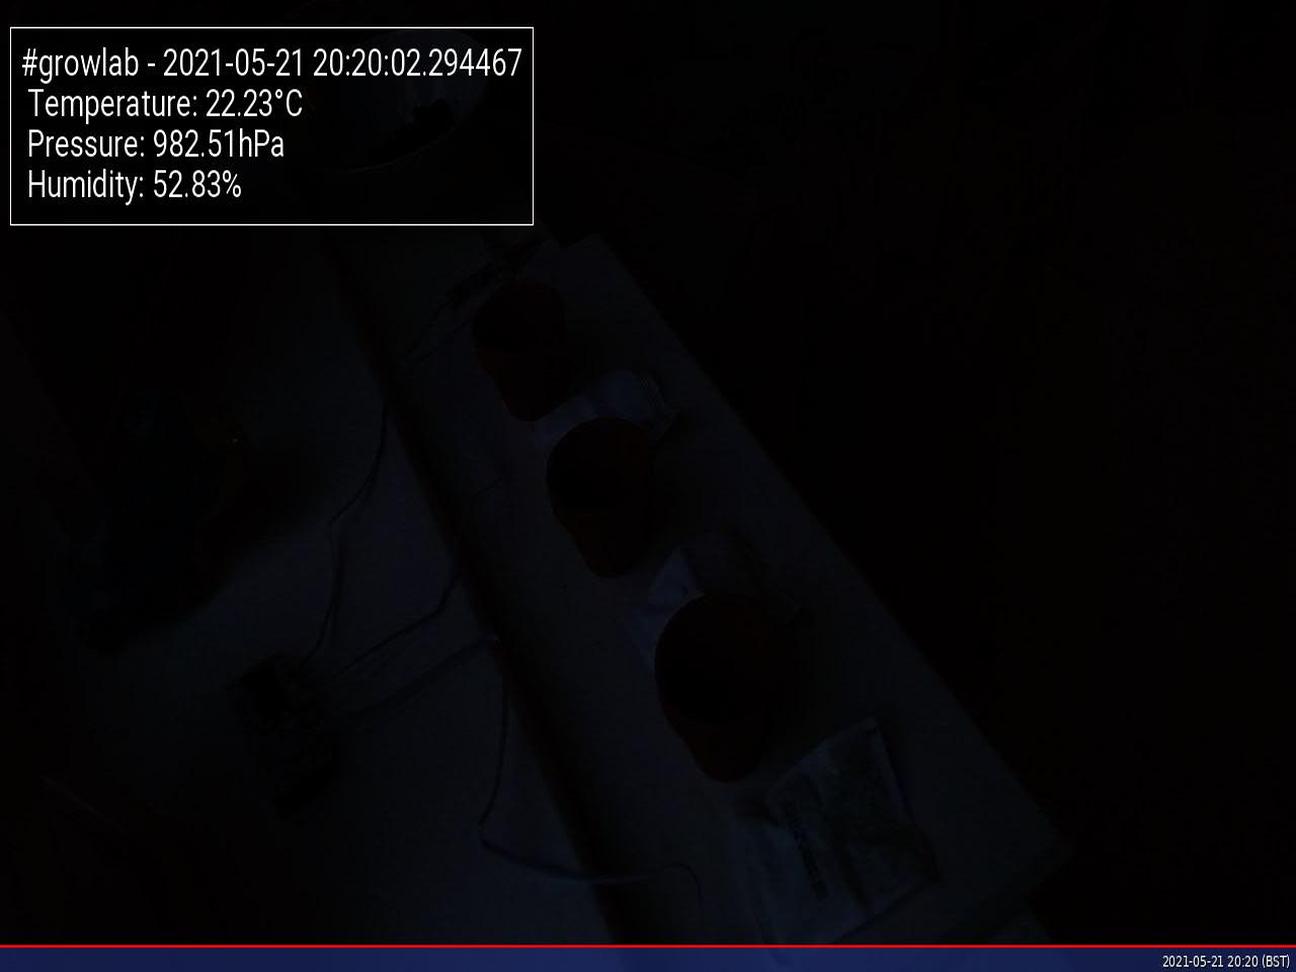 #growlab - 2021-05-21 20:20:02.294467
Temperature: 22.23°C
Pressure: 982.51hPa
Humidity: 52.83%
2021-05-21 20:20 (BST)